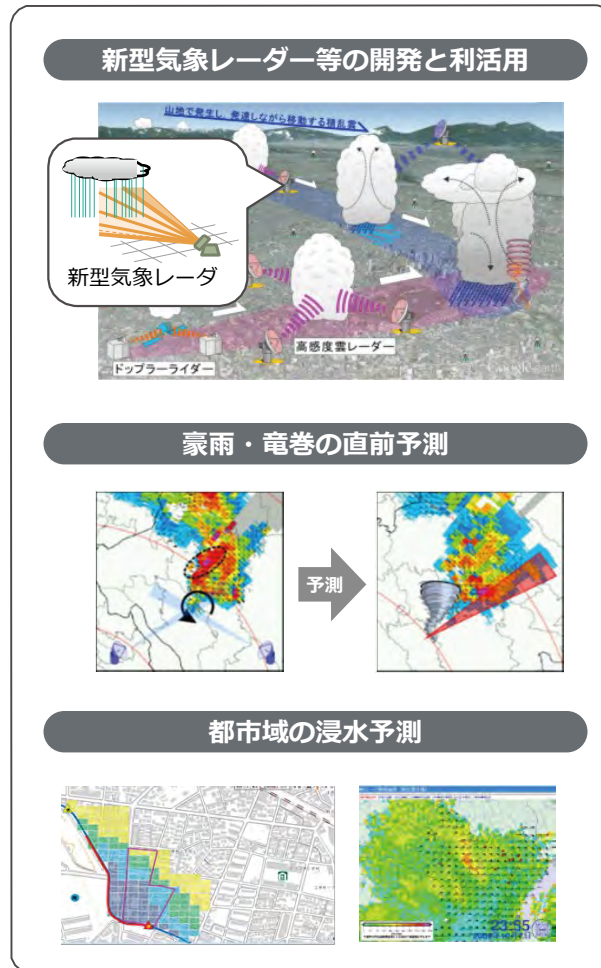 新型気象レーダー等の開発と利活用
山地で発生し、発達しながら移動する積乱雲
新型気象レーダ
高感度雲レーダー
ドップラーライダー
豪雨・竜巻の直前予測
予測
都市域の浸水予測
23:55